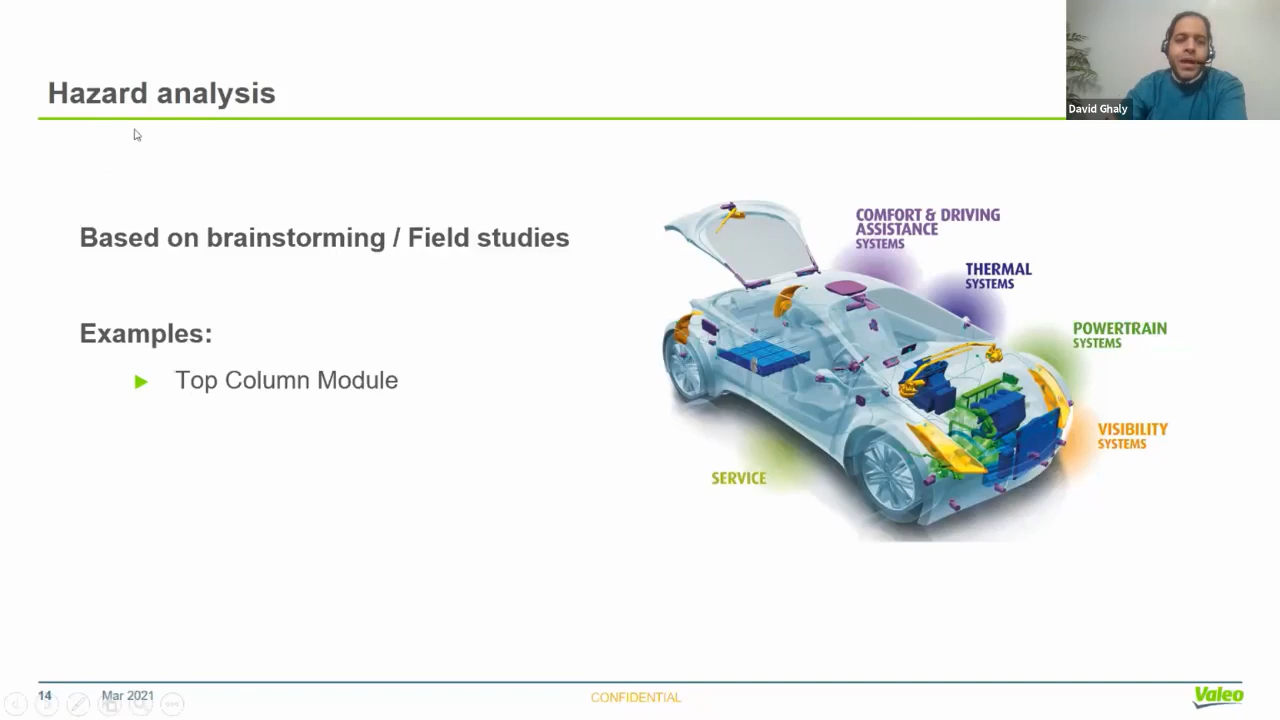 Hazard analysis
David Ghaly
Based on brainstorming / Field studies
Examples:
Top Column Module
COMFORT & DRIVING
ASSISTANCE
SYSTEMS
THERMAL
SYSTEMS
POWERTRAIN
SYSTEMS
VISIBILITY
SYSTEMS
SERVICE
14
Mar 2021
CONFIDENTIAL
Valeo